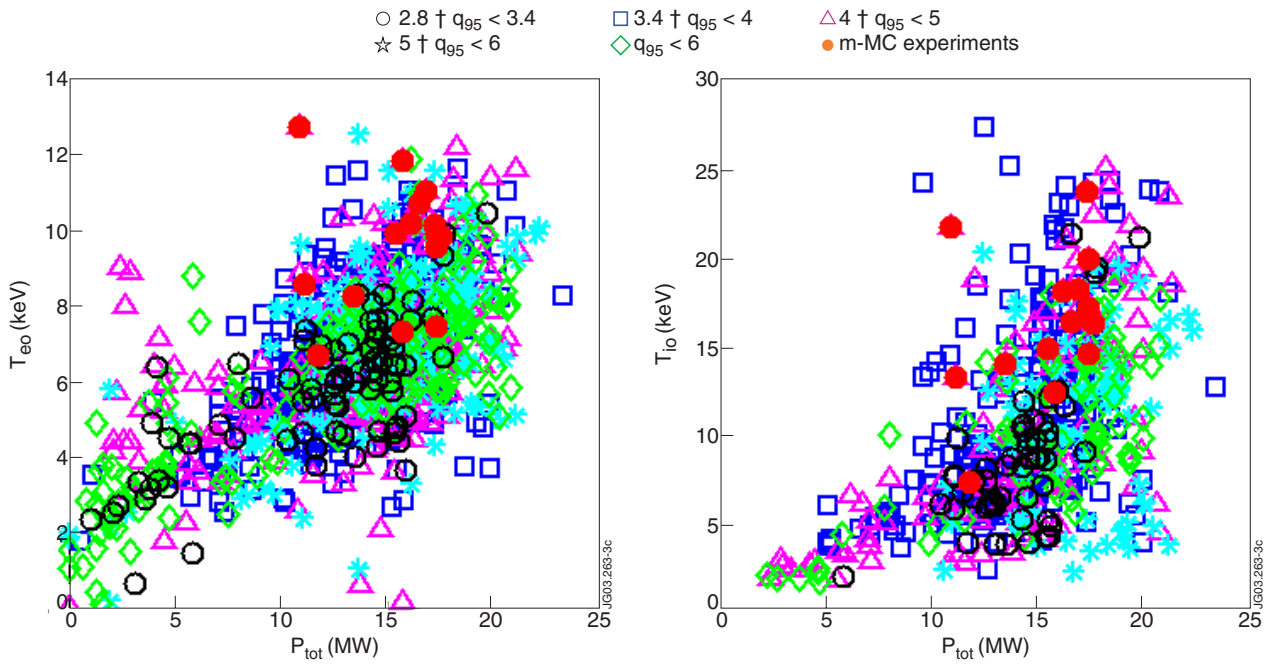 2.8 † q95 < 3.4 3.4 † q95 < 4 4 † q95 < 5
5 † q95 < 6 q95 < 6 m-MC experiments
14
12
10
8
6
4
2
0
Teo (keV)
0 5 10 15 20 25
Ptot (MW)
JG03.263-3c
30
25
20
15
10
5
0
Tio (keV)
0 5 10 15 20 25
Ptot (MW)
JG03.263-3c